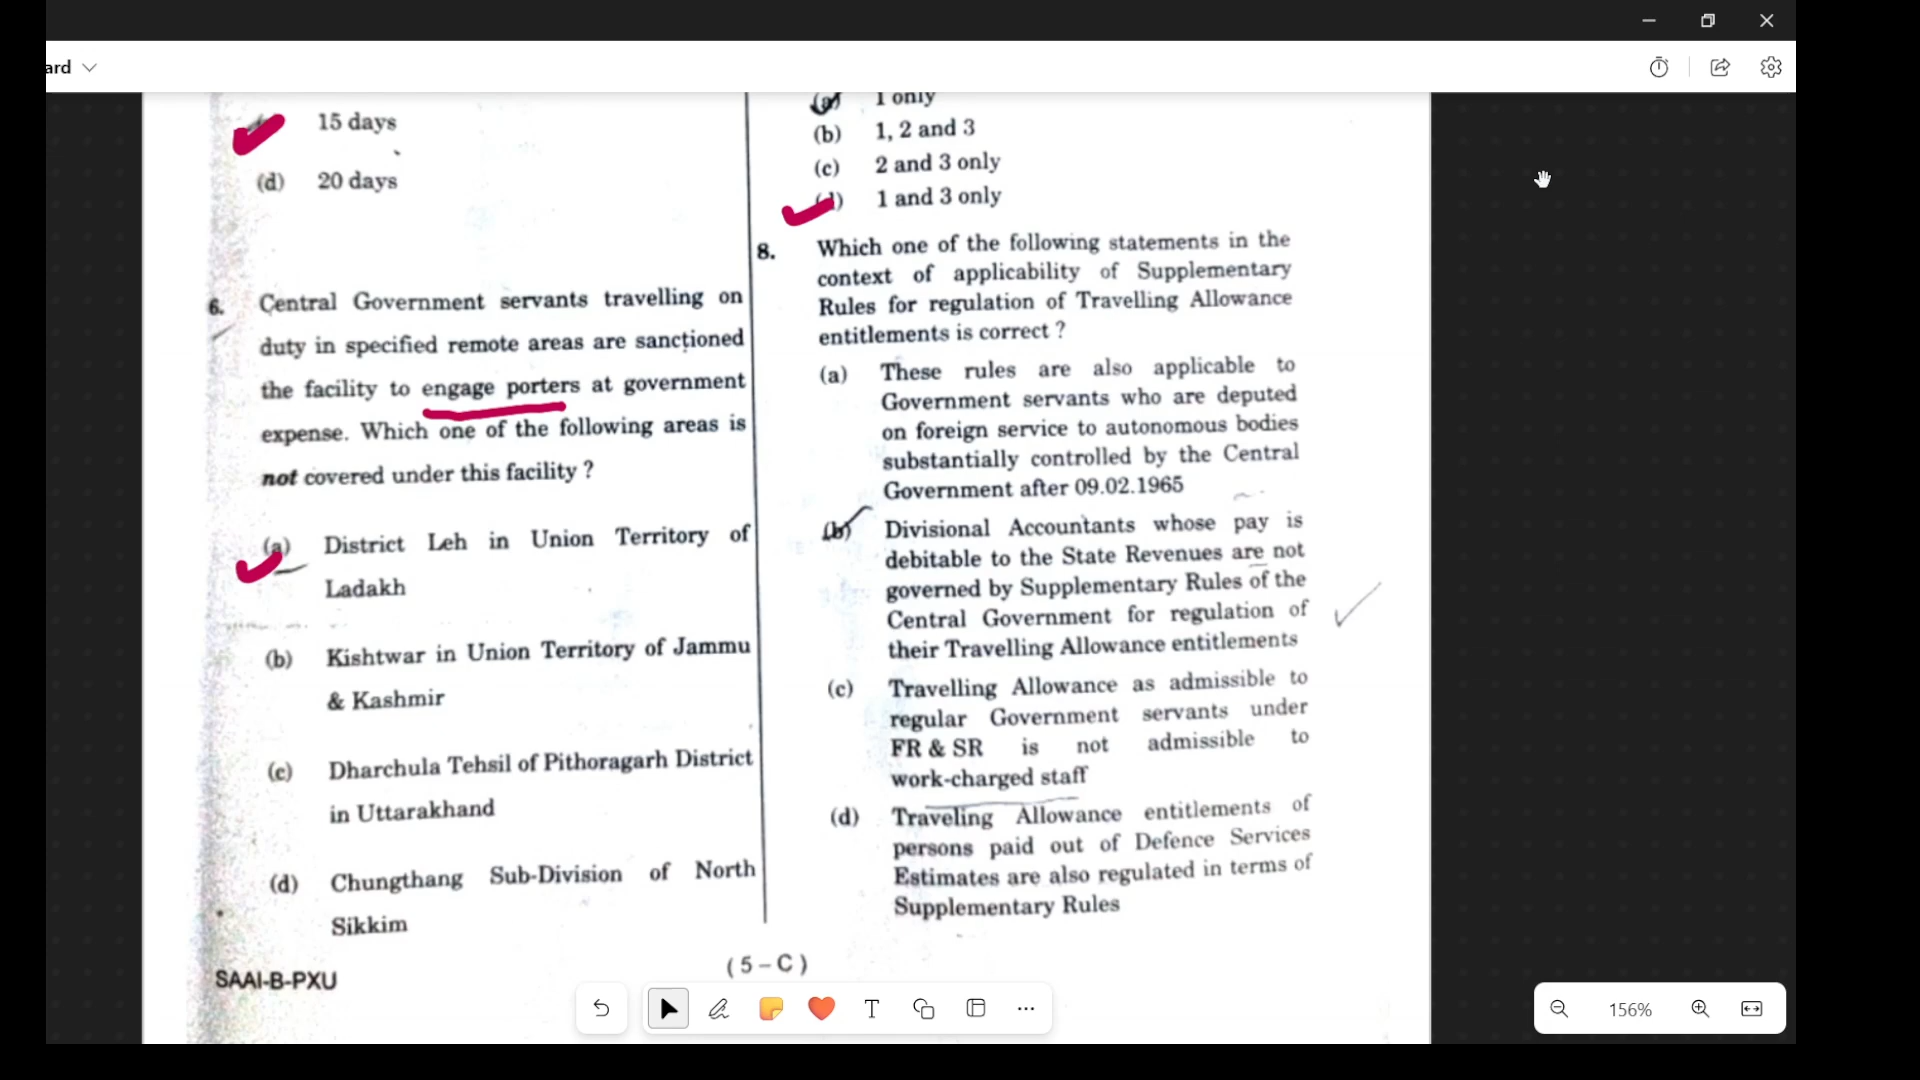 ard
15 days
(d) 20 days
6. Central Government servants travelling on
duty in specified remote areas are sanctioned
the facility to engage porters at government
expense. Which one of the following areas is
not covered under this facility ?
(a) District Leh in Union Territory of
Ladakh
(b) Kishtwar in Union Territory of Jammu
& Kashmir
(c) Dharchula Tehsil of Pithoragarh District
in Uttarakhand
(d) Chungthang Sub-Division of North
Sikkim
SAAI-B-PXU
(a) 1 only
(b) 1, 2 and 3
(c) 2 and 3 only
(d) 1 and 3 only
8. Which one of the following statements in the
context of applicability of Supplementary
Rules for regulation of Travelling Allowance
entitlements is correct ?
(a) These rules are also applicable to
Government servants who are deputed
on foreign service to autonomous bodies
substantially controlled by the Central
Government after 09.02.1965
(b) Divisional Accountants whose pay is
debitable to the State Revenues are not
governed by Supplementary Rules of the
Central Government for regulation of
their Travelling Allowance entitlements
(c) Travelling Allowance as admissible to
regular Government servants under
FR & SR is not admissible to
work-charged staff
(d) Traveling Allowance entitlements of
persons paid out of Defence Services
Estimates are also regulated in terms of
Supplementary Rules
( 5 – C )
156%